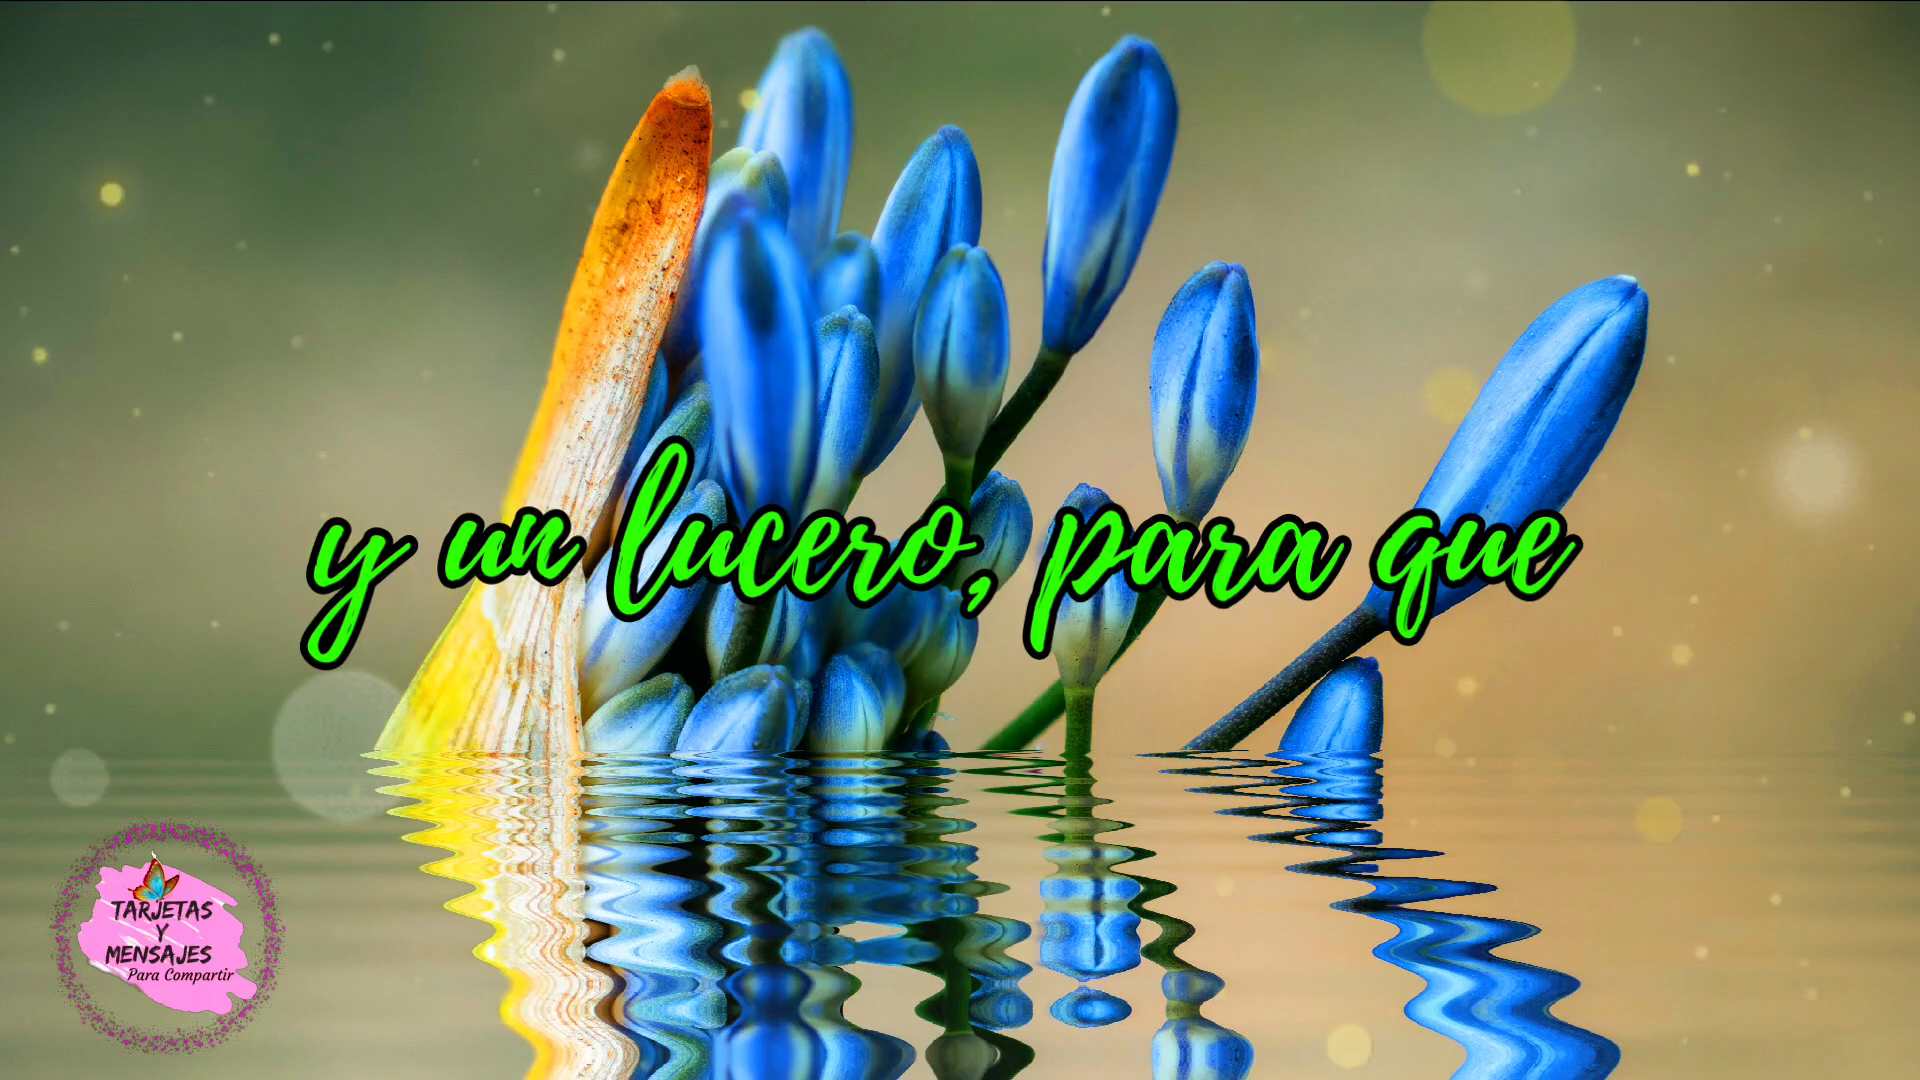 y un lucero, para que
TARJETAS
Y
MENSAJES
Para Compartir